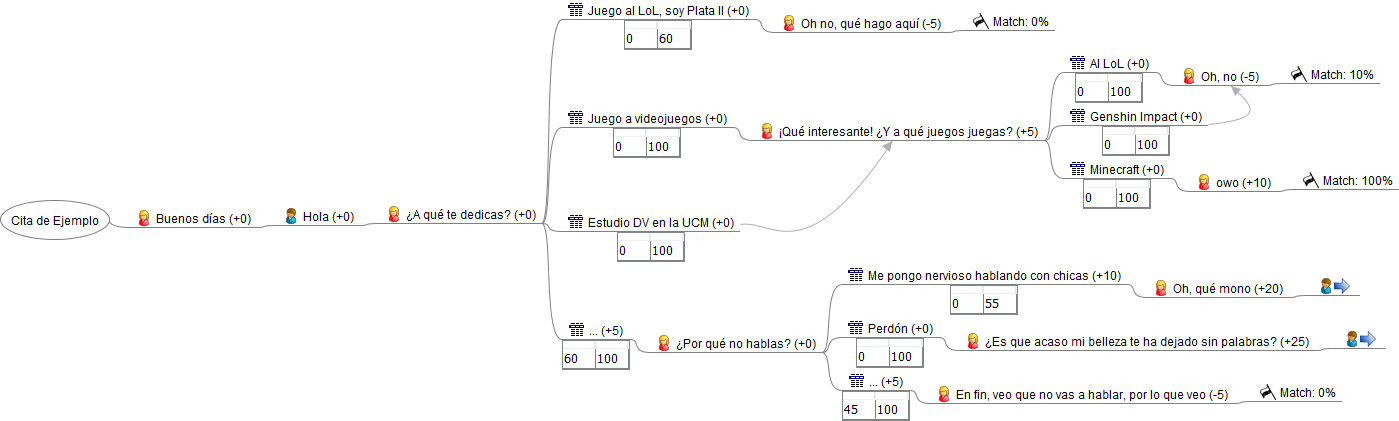 Cita de Ejemplo
Buenos días (+0)
Hola (+0)
¿A qué te dedicas? (+0)
Juego al LoL, soy Plata II (+0)
0 60
Oh no, qué hago aquí (-5)
Match: 0%
Juego a videojuegos (+0)
0 100
¡Qué interesante! ¿Y a qué juegos juegas? (+5)
Al LoL (+0)
0 100
Oh, no (-5)
Match: 10%
Genshin Impact (+0)
0 100
Minecraft (+0)
0 100
owo (+10)
Match: 100%
Estudio DV en la UCM (+0)
0 100
... (+5)
60 100
¿Por qué no hablas? (+0)
Me pongo nervioso hablando con chicas (+10)
0 55
Oh, qué mono (+20)
Perdón (+0)
0 100
¿Es que acaso mi belleza te ha dejado sin palabras? (+25)
... (+5)
45 100
En fin, veo que no vas a hablar, por lo que veo (-5)
Match: 0%